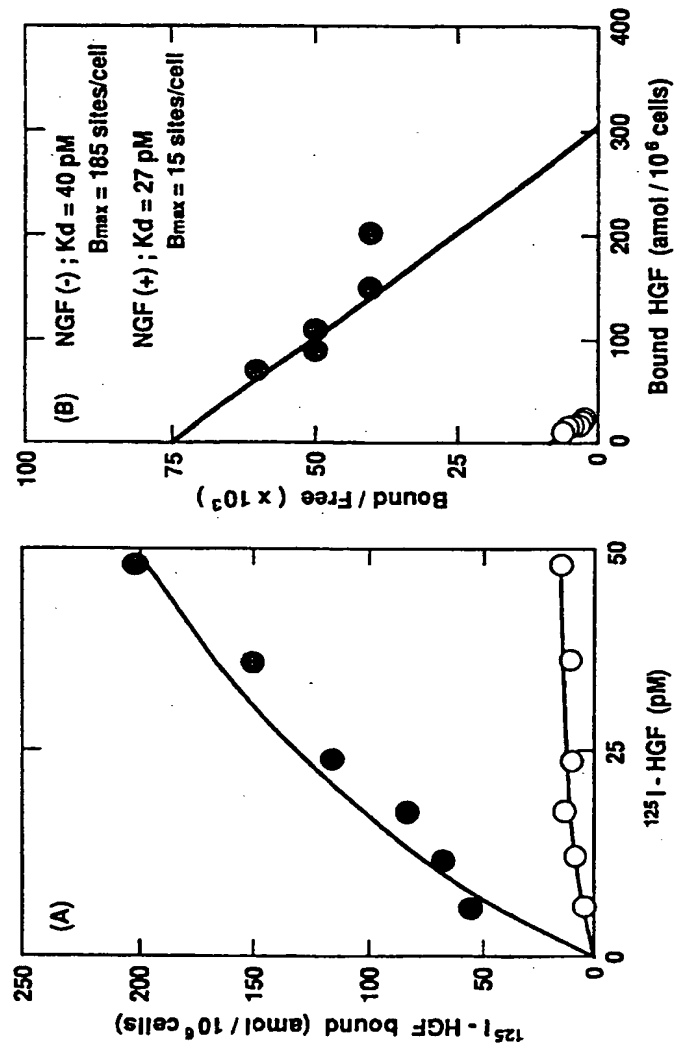 (A)
250
200
150
100
50
0
¹²⁵I - HGF bound (amol / 10⁶ cells)
0
25
50
¹²⁵I - HGF (pM)
(B)
NGF (-) ; Kd = 40 pM
Bmax = 185 sites/cell
NGF (+) ; Kd = 27 pM
Bmax = 15 sites/cell
100
75
50
25
0
Bound / Free ( x 10³ )
0
100
200
300
400
Bound HGF (amol / 10⁶ cells)